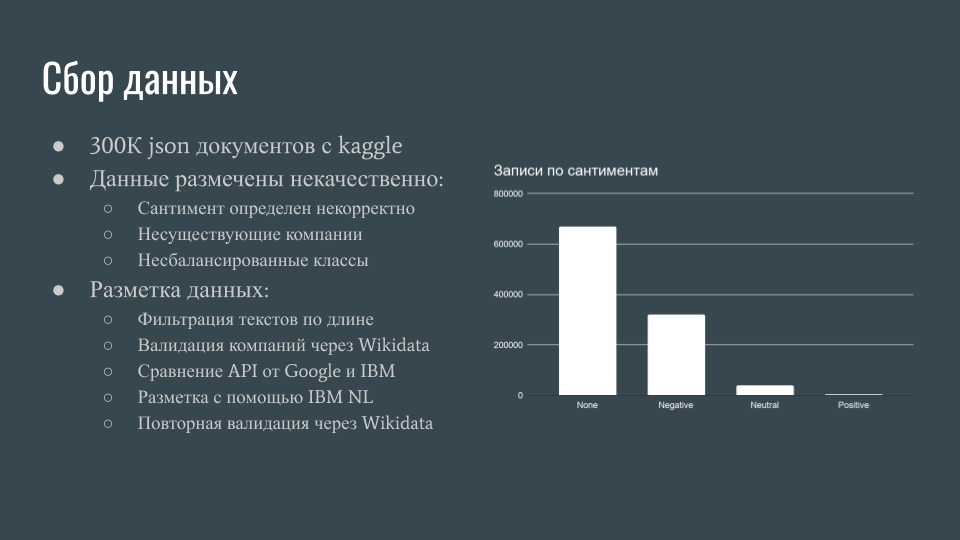 Сбор данных
● 300К json документов с kaggle
● Данные размечены некачественно:
○ Сантимент определен некорректно
○ Несуществующие компании
○ Несбалансированные классы
● Разметка данных:
○ Фильтрация текстов по длине
○ Валидация компаний через Wikidata
○ Сравнение API от Google и IBM
○ Разметка с помощью IBM NL
○ Повторная валидация через Wikidata
Записи по сантиментам
800000
600000
400000
200000
0
None Negative Neutral Positive